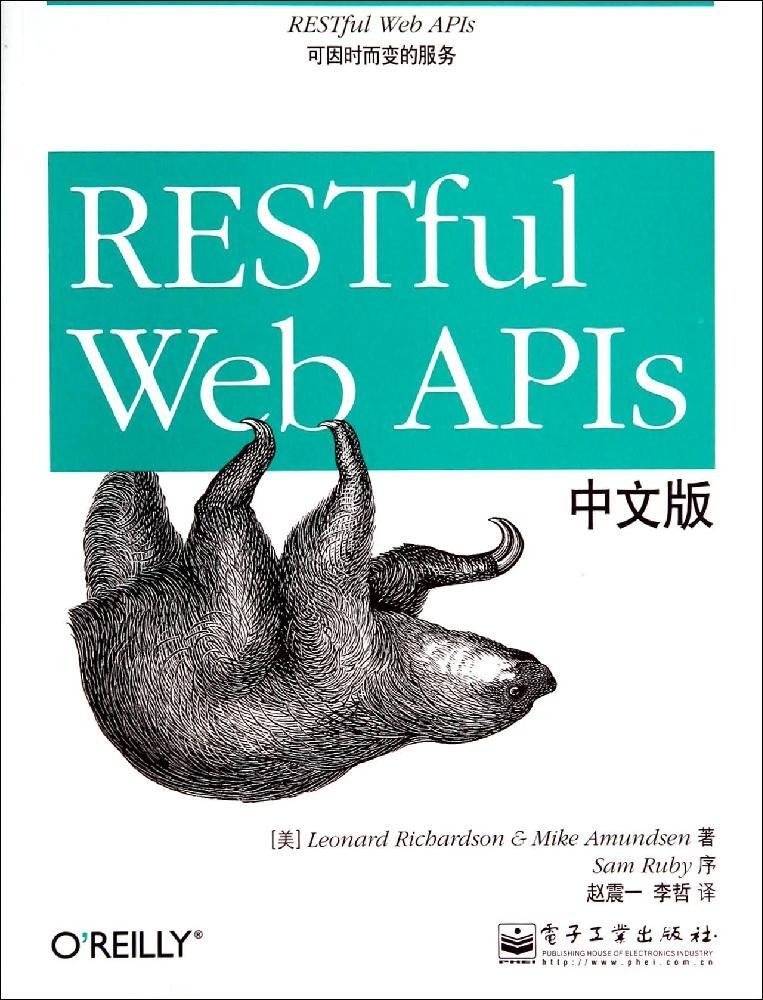 RESTful Web APIs
可因时而变的服务
RESTful
Web APIs
中文版
[美] Leonard Richardson & Mike Amundsen 著
Sam Ruby 序
赵震一 李哲 译
O'REILLY®
PHEI
電子工業出版社
PUBLISHING HOUSE OF ELECTRONICS INDUSTRY
http://www.phei.com.cn